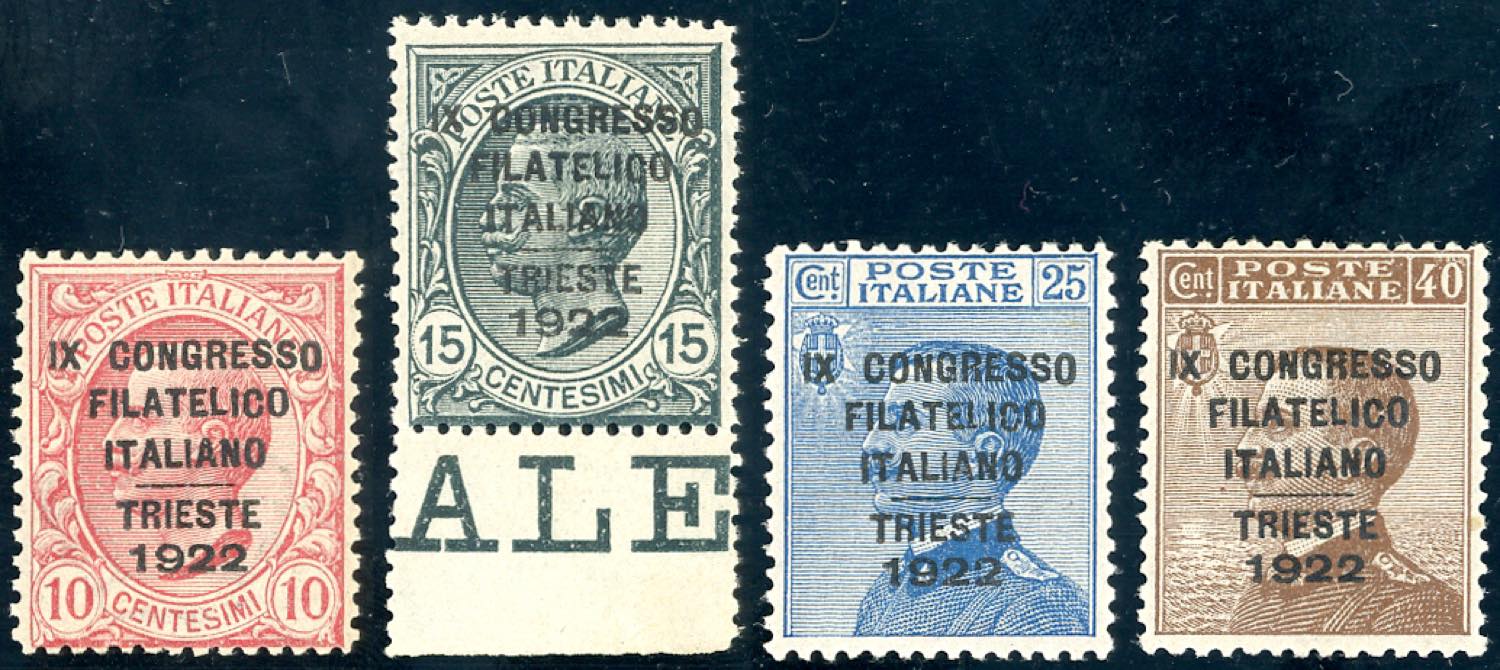 POSTE ITALIANE
IX CONGRESSO
FILATELICO
ITALIANO
TRIESTE
1922
10 CENTESIMI 10
POSTE ITALIANE
IX CONGRESSO
FILATELICO
ITALIANO
TRIESTE
1922
15 CENTESIMI 15
ALE
Cent. POSTE ITALIANE 25
IX CONGRESSO
FILATELICO
ITALIANO
TRIESTE
1922
Cent. POSTE ITALIANE 40
IX CONGRESSO
FILATELICO
ITALIANO
TRIESTE
1922